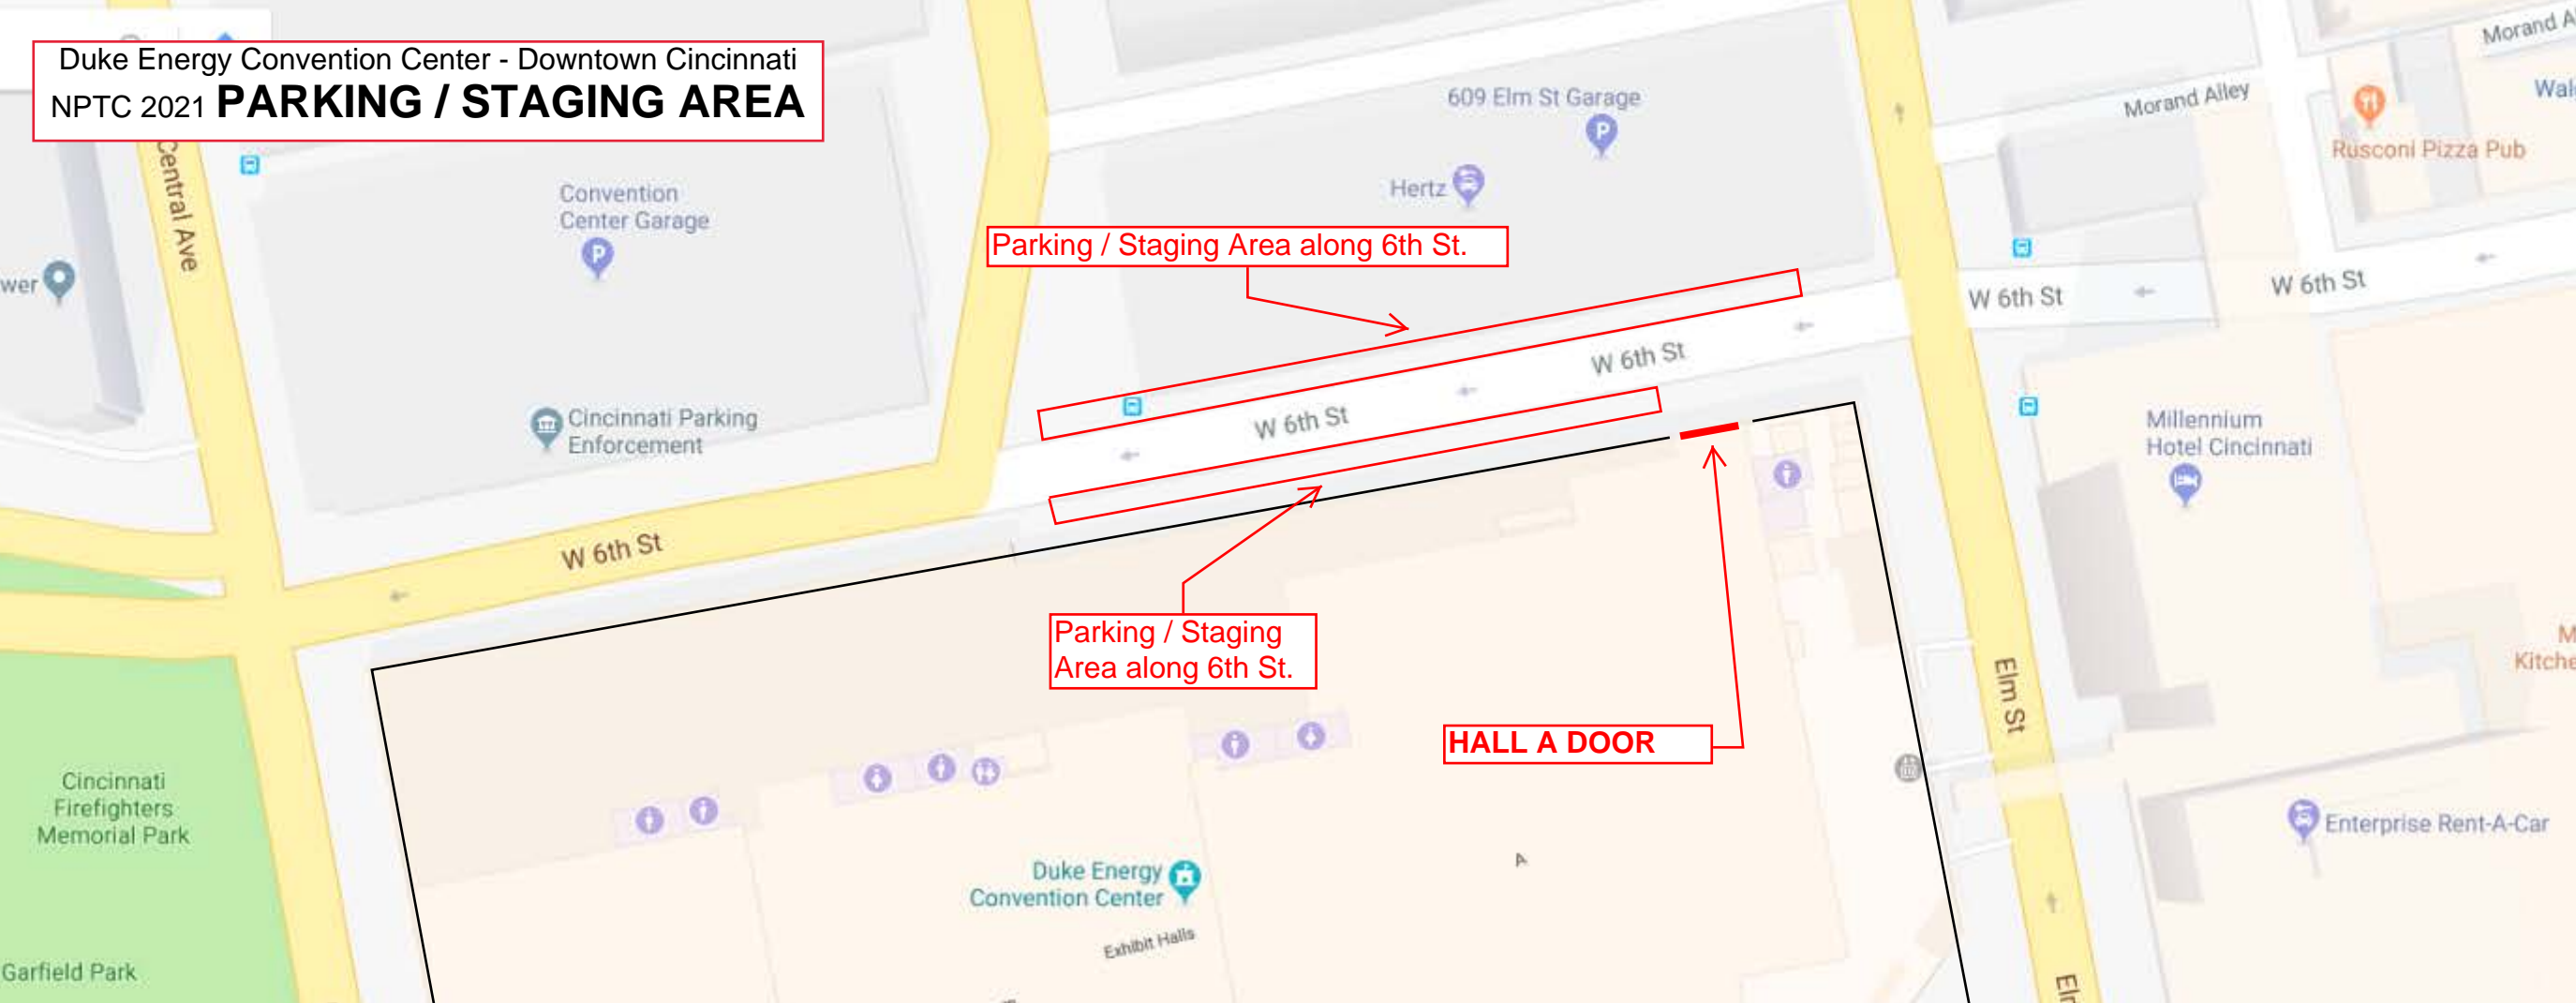 Duke Energy Convention Center - Downtown Cincinnati
NPTC 2021 PARKING / STAGING AREA
Central Ave
Convention
Center Garage
609 Elm St Garage
Hertz
Morand Alley
Rusconi Pizza Pub
Parking / Staging Area along 6th St.
W 6th St
W 6th St
W 6th St
W 6th St
W 6th St
Cincinnati Parking
Enforcement
Millennium
Hotel Cincinnati
Parking / Staging
Area along 6th St.
HALL A DOOR
Elm St
Cincinnati
Firefighters
Memorial Park
Enterprise Rent-A-Car
Duke Energy
Convention Center
A
Exhibit Halls
Garfield Park